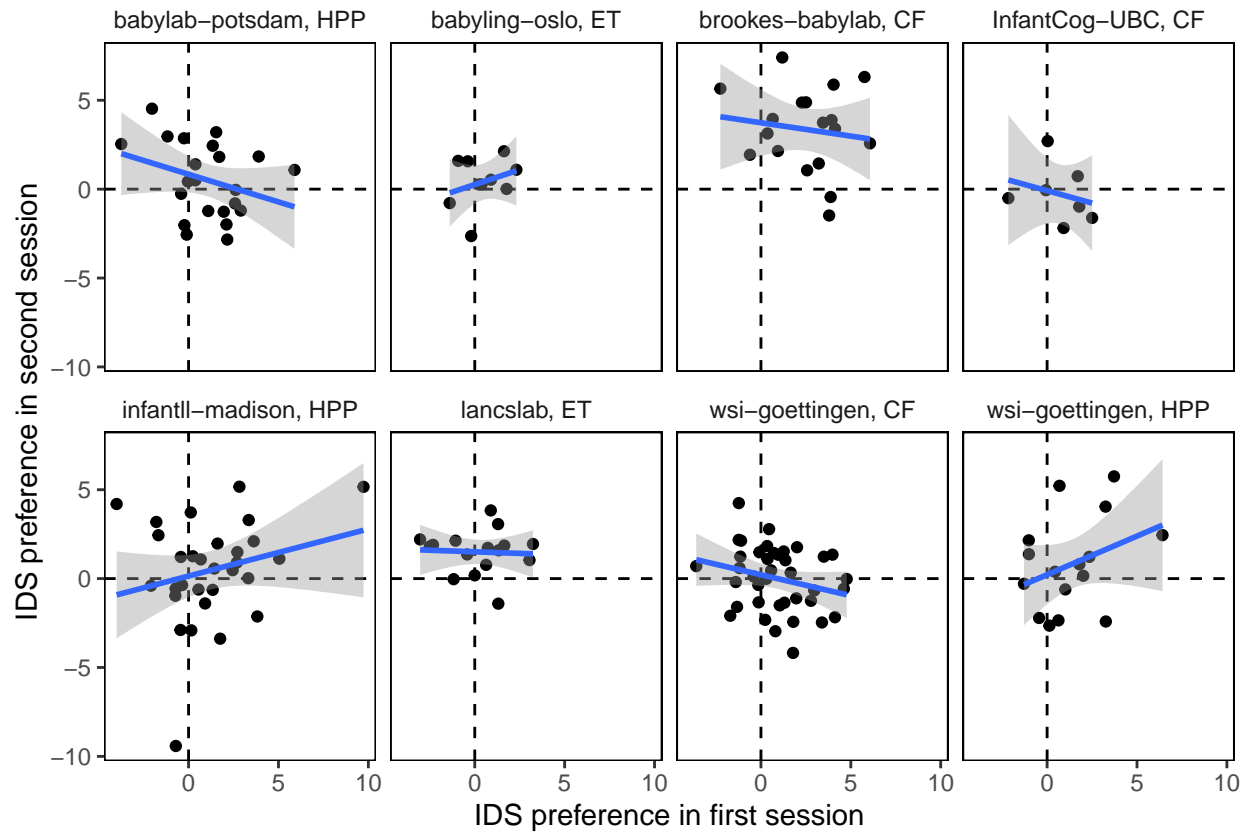 babylab−potsdam, HPP
babyling−oslo, ET
brookes−babylab, CF
InfantCog−UBC, CF
5
0
−5
−10
infantll−madison, HPP
lancslab, ET
wsi−goettingen, CF
wsi−goettingen, HPP
5
0
−5
−10
0 5 10
0 5 10
0 5 10
0 5 10
IDS preference in first session
IDS preference in second session